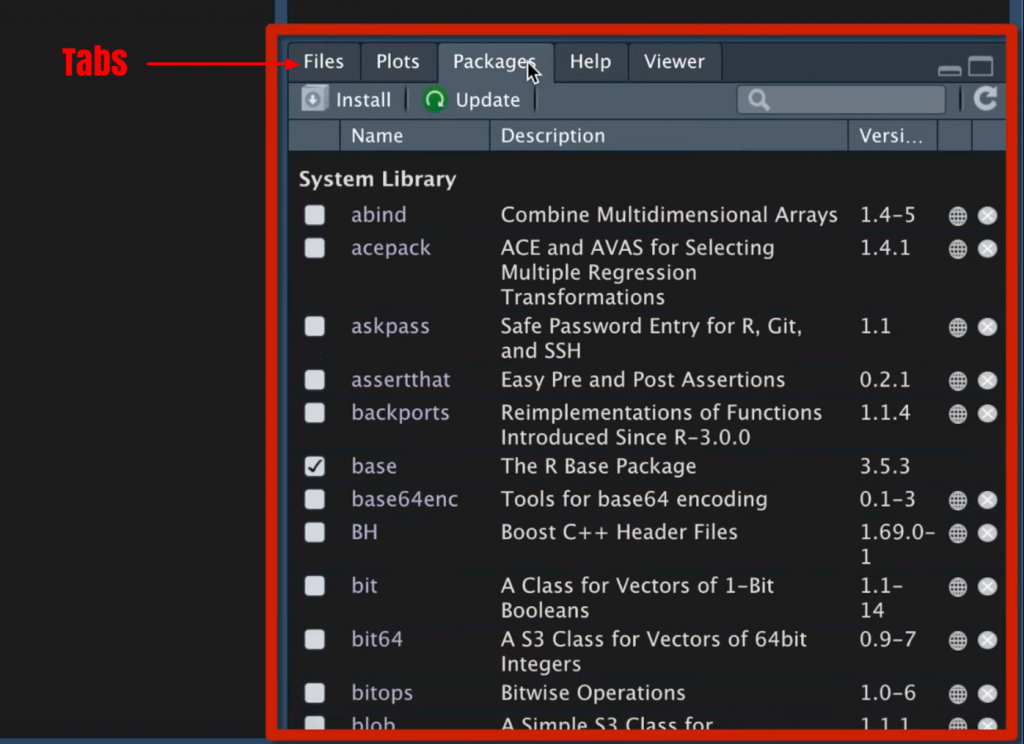 Tabs
Files Plots Packages Help Viewer
Install Update
Name Description Versi...
System Library
abind Combine Multidimensional Arrays 1.4-5
acepack ACE and AVAS for Selecting 1.4.1
Multiple Regression
Transformations
askpass Safe Password Entry for R, Git, 1.1
and SSH
assertthat Easy Pre and Post Assertions 0.2.1
backports Reimplementations of Functions 1.1.4
Introduced Since R-3.0.0
base The R Base Package 3.5.3
base64enc Tools for base64 encoding 0.1-3
BH Boost C++ Header Files 1.69.0-
1
bit A Class for Vectors of 1-Bit 1.1-
Booleans 14
bit64 A S3 Class for Vectors of 64bit 0.9-7
Integers
bitops Bitwise Operations 1.0-6
blob A Simple S3 Class for 1.1.1